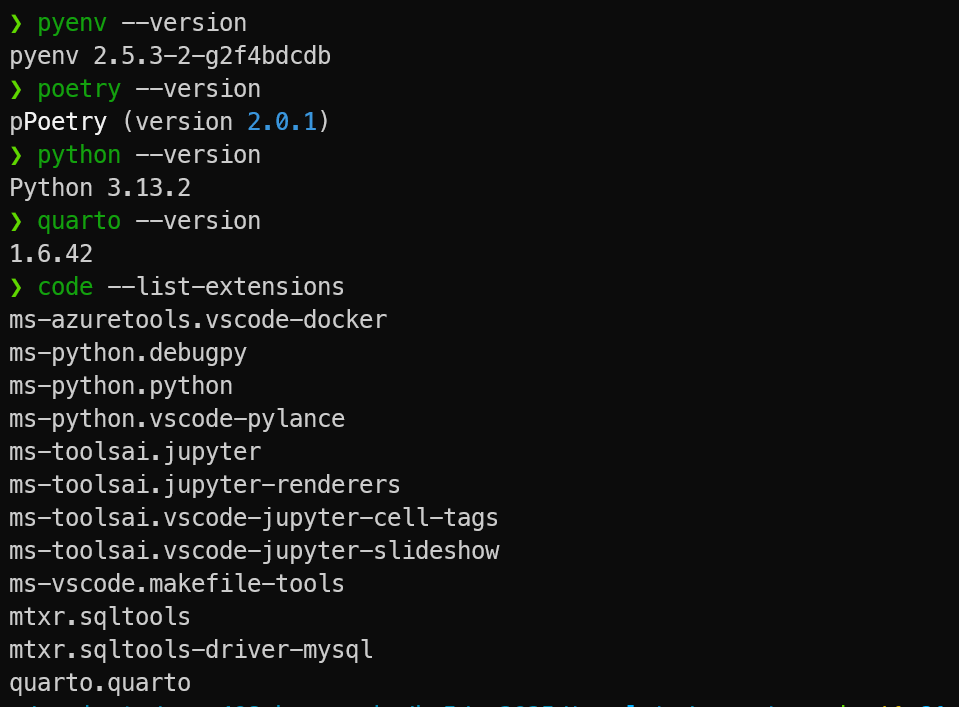 ❯ pyenv --version
pyenv 2.5.3-2-g2f4bdcdb
❯ poetry --version
pPoetry (version 2.0.1)
❯ python --version
Python 3.13.2
❯ quarto --version
1.6.42
❯ code --list-extensions
ms-azuretools.vscode-docker
ms-python.debugpy
ms-python.python
ms-python.vscode-pylance
ms-toolsai.jupyter
ms-toolsai.jupyter-renderers
ms-toolsai.vscode-jupyter-cell-tags
ms-toolsai.vscode-jupyter-slideshow
ms-vscode.makefile-tools
mtxr.sqltools
mtxr.sqltools-driver-mysql
quarto.quarto